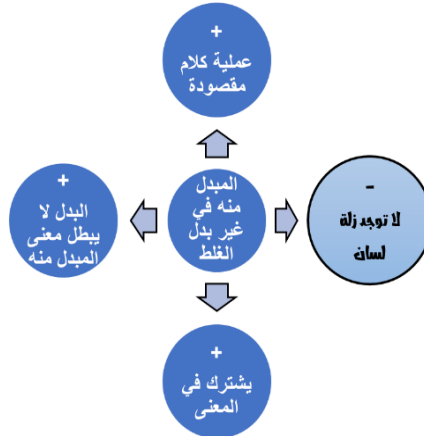 +
عملية كلام
مقصودة
+
البدل لا
يبطل معنى
المبدل منه
المبدل
منه في
غير بدل
الغلط
-
لا توجد زلة
لسان
+
يشترك في
المعنى